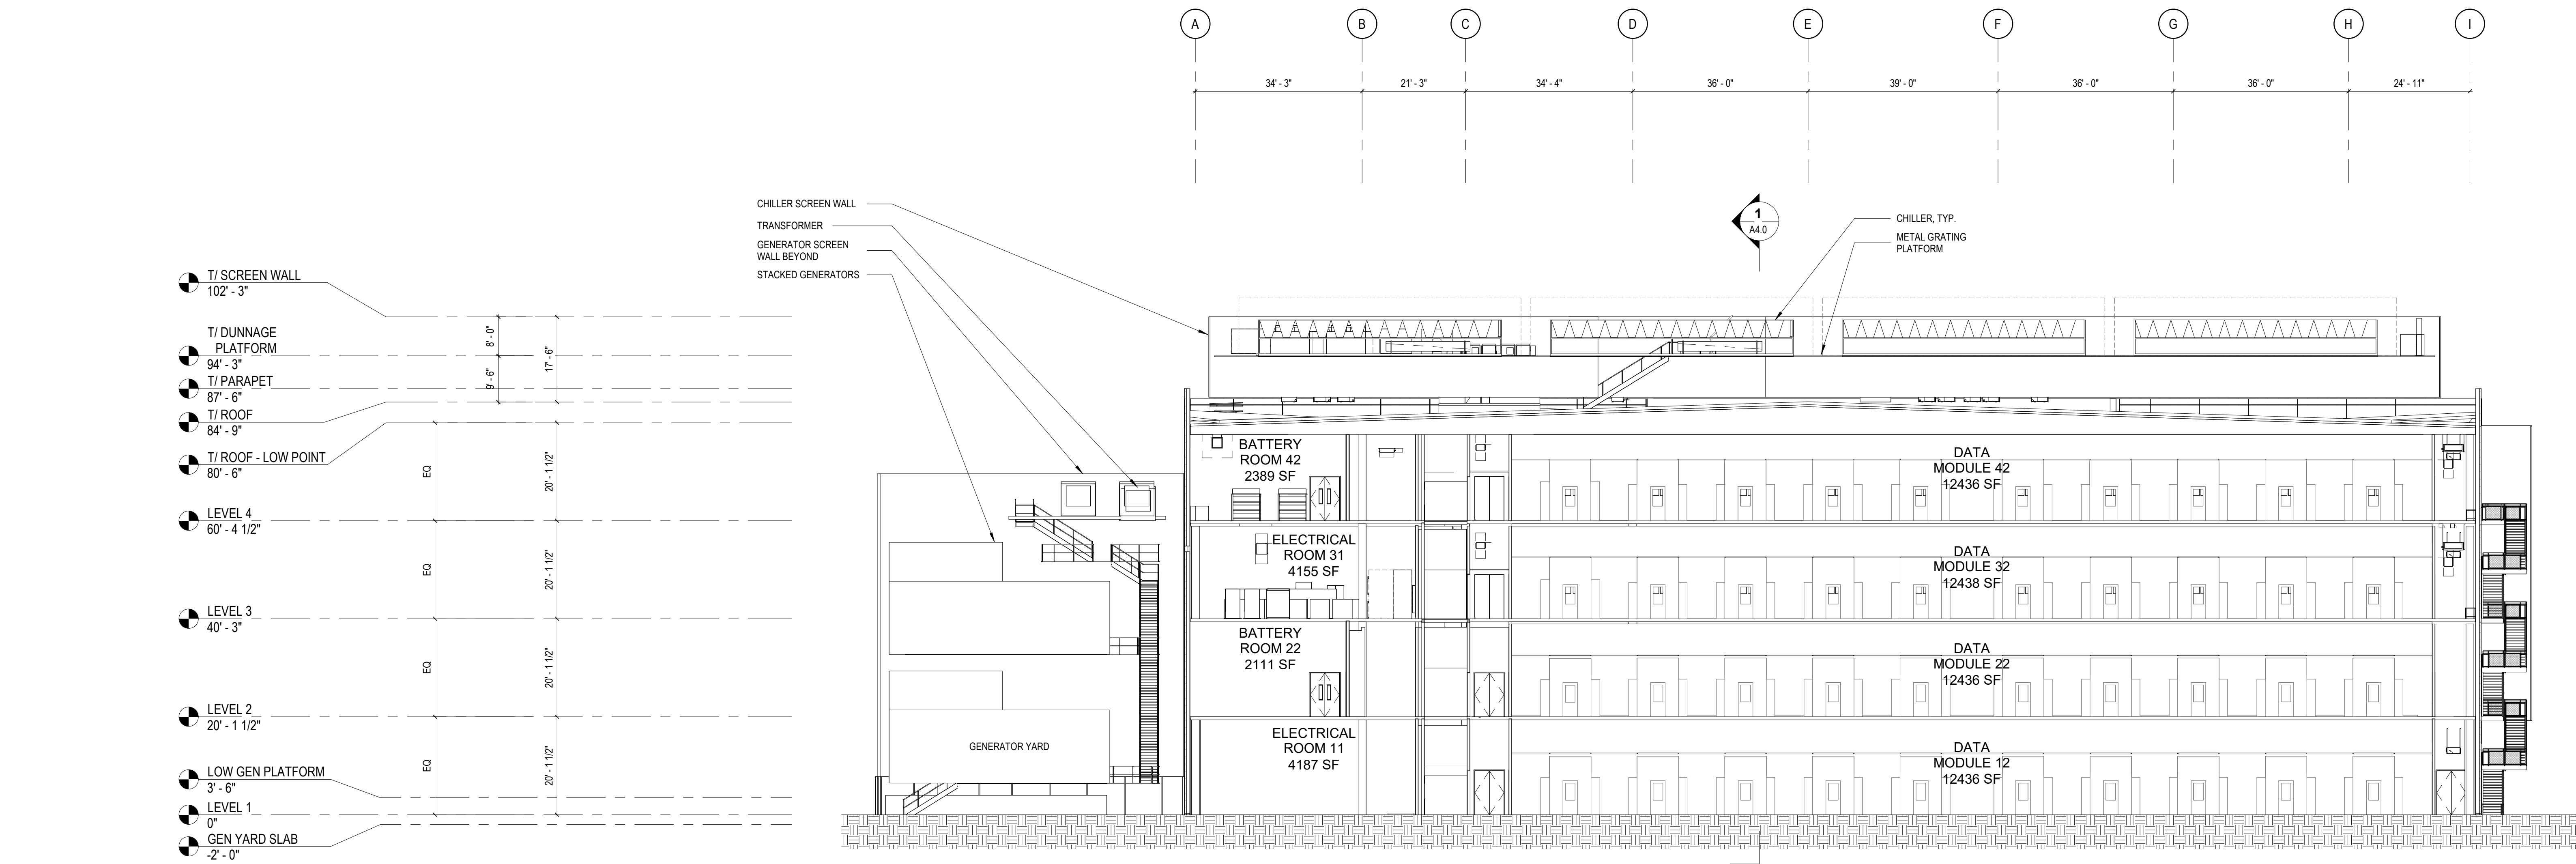 A B C D E F G H I
34' - 3" 21' - 3" 34' - 4" 36' - 0" 39' - 0" 36' - 0" 36' - 0" 24' - 11"
CHILLER SCREEN WALL
TRANSFORMER
GENERATOR SCREEN
WALL BEYOND
STACKED GENERATORS
1
A4.0
CHILLER, TYP.
METAL GRATING
PLATFORM
T/ SCREEN WALL
102' - 3"
T/ DUNNAGE
PLATFORM
94' - 3"
T/ PARAPET
87' - 6"
T/ ROOF
84' - 9"
T/ ROOF - LOW POINT
80' - 6"
LEVEL 4
60' - 4 1/2"
LEVEL 3
40' - 3"
LEVEL 2
20' - 1 1/2"
LOW GEN PLATFORM
3' - 6"
LEVEL 1
0"
GEN YARD SLAB
-2' - 0"
8' - 0"
9' - 6"
17' - 6"
EQ
EQ
EQ
EQ
20' - 1 1/2"
20' - 1 1/2"
20' - 1 1/2"
20' - 1 1/2"
GENERATOR YARD
BATTERY
ROOM 42
2389 SF
ELECTRICAL
ROOM 31
4155 SF
BATTERY
ROOM 22
2111 SF
ELECTRICAL
ROOM 11
4187 SF
DATA
MODULE 42
12436 SF
DATA
MODULE 32
12438 SF
DATA
MODULE 22
12436 SF
DATA
MODULE 12
12436 SF